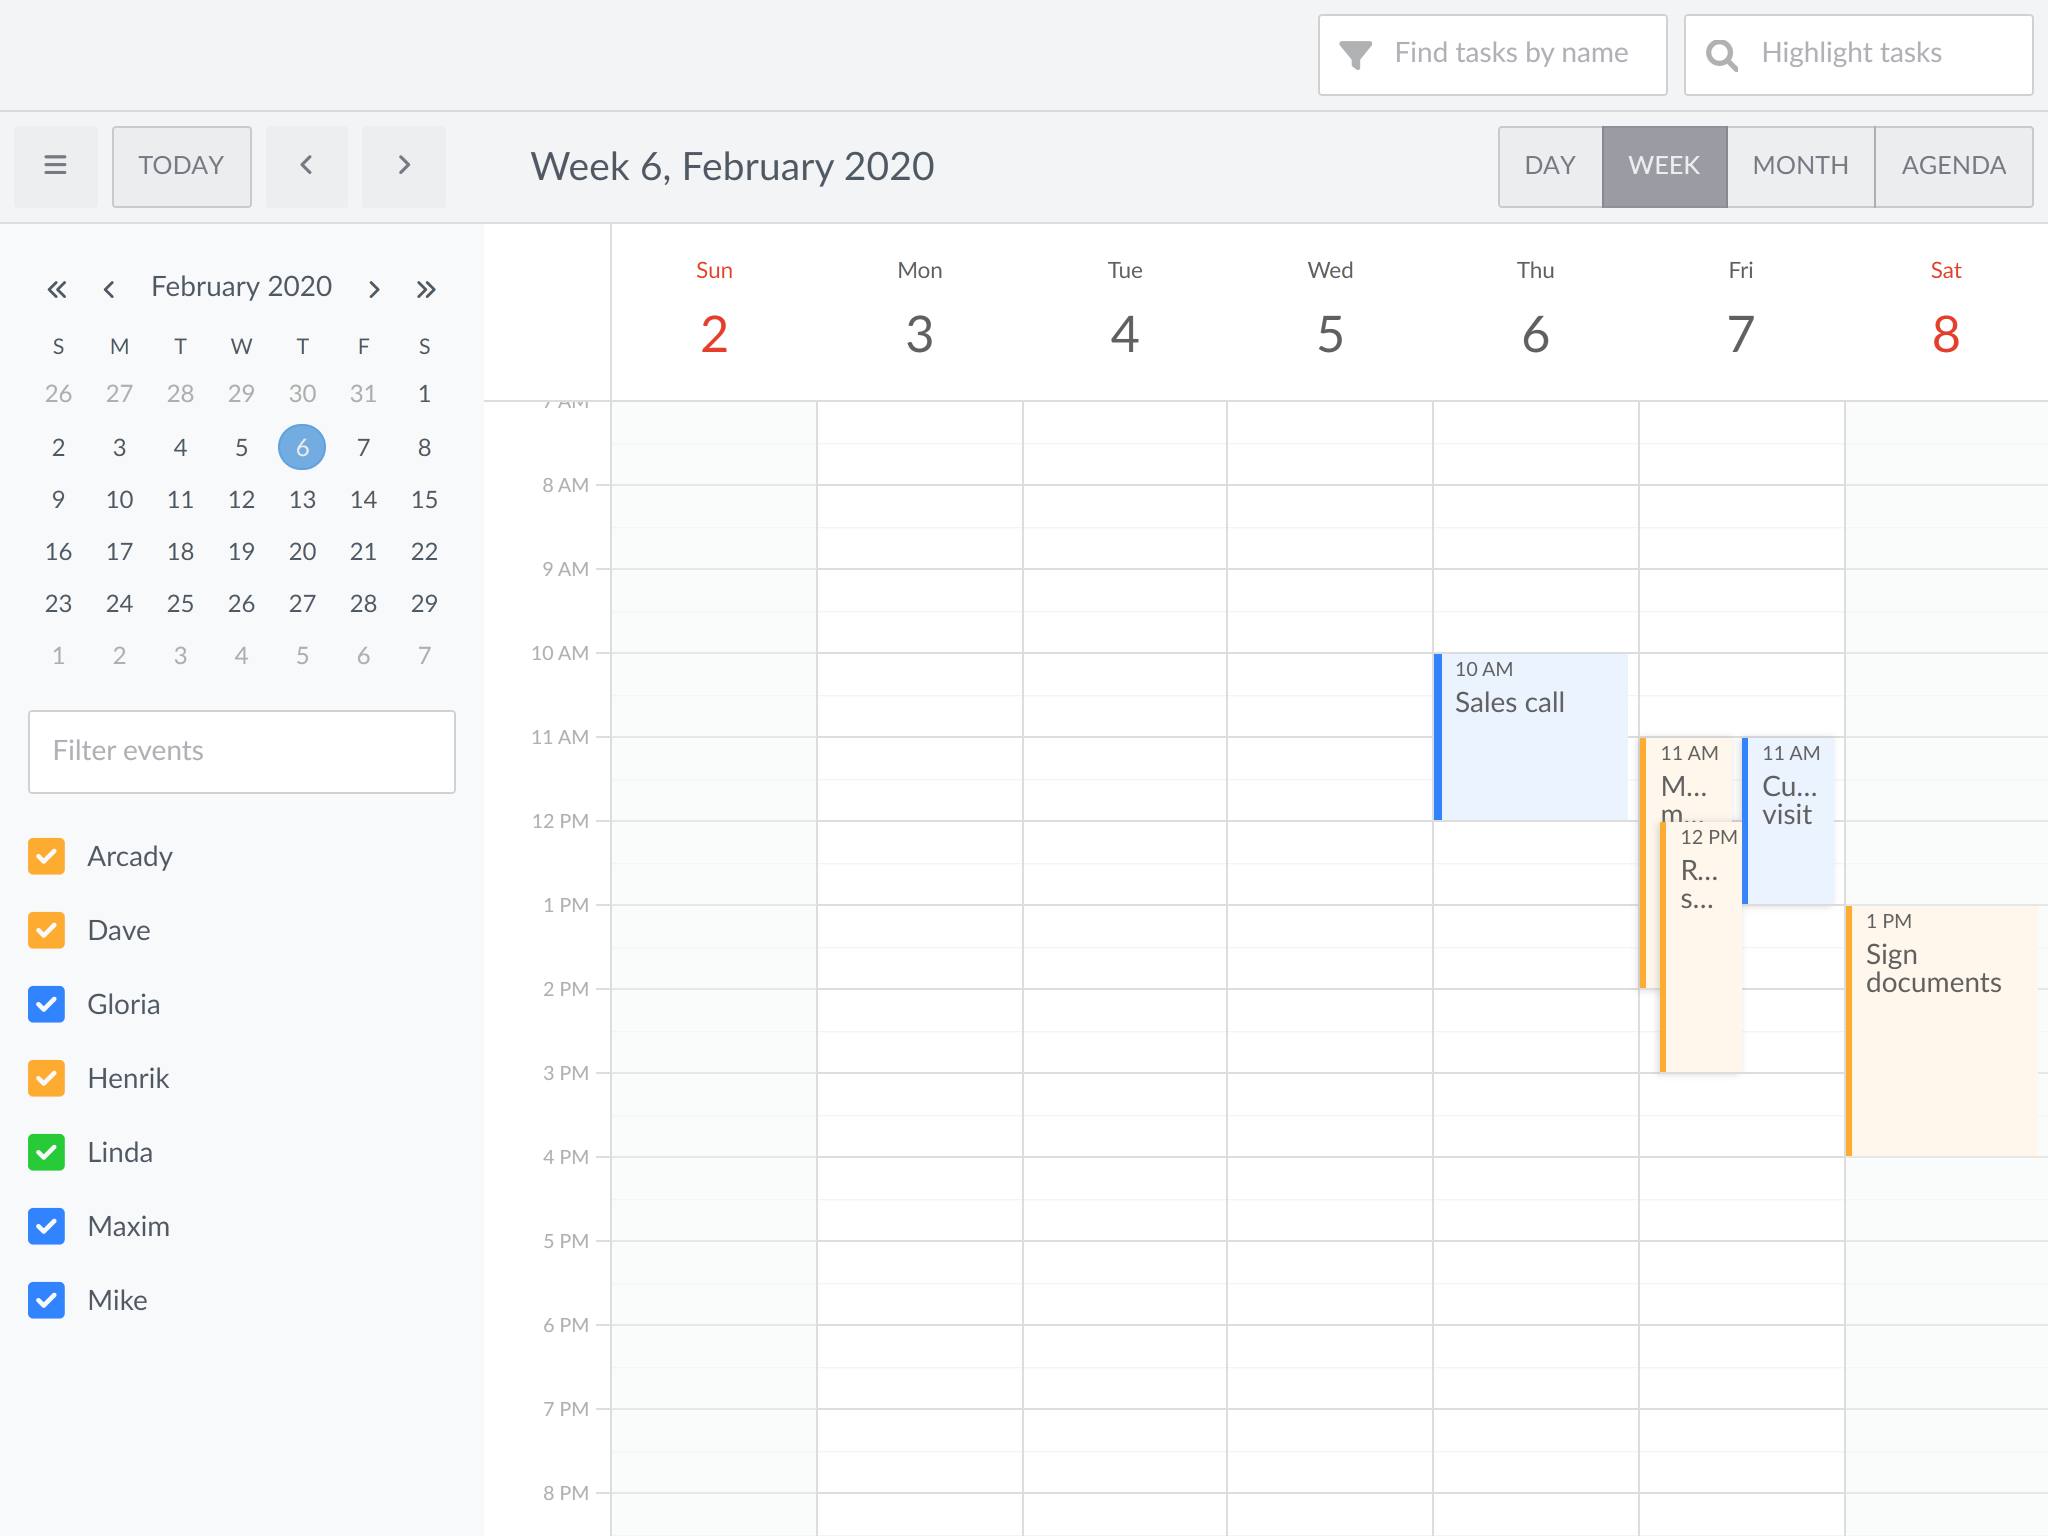 Find tasks by name
Highlight tasks
TODAY
Week 6, February 2020
DAY WEEK MONTH AGENDA
February 2020
S M T W T F S
26 27 28 29 30 31 1
2 3 4 5 6 7 8
9 10 11 12 13 14 15
16 17 18 19 20 21 22
23 24 25 26 27 28 29
1 2 3 4 5 6 7
Filter events
Arcady
Dave
Gloria
Henrik
Linda
Maxim
Mike
Sun Mon Tue Wed Thu Fri Sat
2 3 4 5 6 7 8
7 AM
8 AM
9 AM
10 AM
11 AM
12 PM
1 PM
2 PM
3 PM
4 PM
5 PM
6 PM
7 PM
8 PM
10 AM
Sales call
11 AM
M...
m...
12 PM
R...
s...
11 AM
Cu...
visit
1 PM
Sign
documents